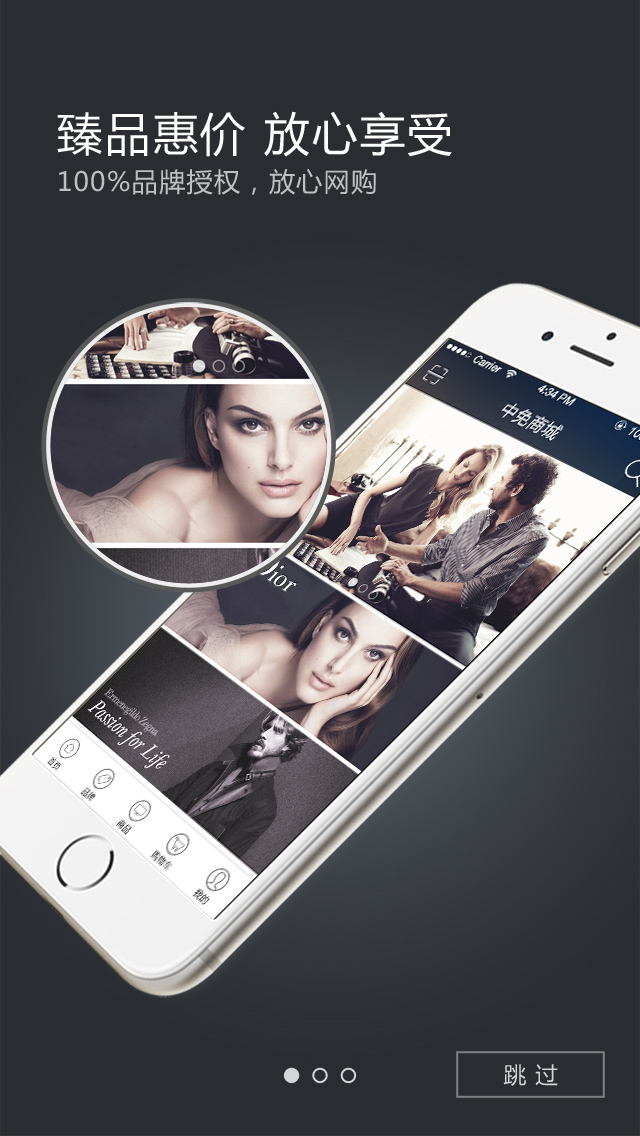 臻品惠价 放心享受
100%品牌授权，放心网购
Carrier
4:34 PM
中免商城
Dior
Ermenegildo Zegna
Passion for Life
首页
品牌
商品
购物车
我的
跳过